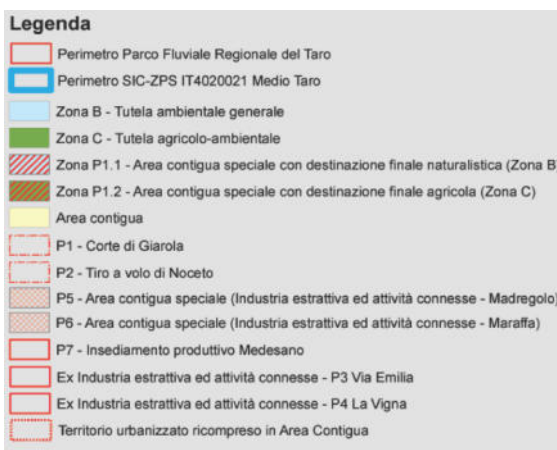 Legenda
Perimetro Parco Fluviale Regionale del Taro
Perimetro SIC-ZPS IT4020021 Medio Taro
Zona B - Tutela ambientale generale
Zona C - Tutela agricolo-ambientale
Zona P1.1 - Area contigua speciale con destinazione finale naturalistica (Zona B
Zona P1.2 - Area contigua speciale con destinazione finale agricola (Zona C)
Area contigua
P1 - Corte di Giarola
P2 - Tiro a volo di Noceto
P5 - Area contigua speciale (Industria estrattiva ed attività connesse - Madregolo)
P6 - Area contigua speciale (Industria estrattiva ed attività connesse - Maraffa)
P7 - Insediamento produttivo Medesano
Ex Industria estrattiva ed attività connesse - P3 Via Emilia
Ex Industria estrattiva ed attività connesse - P4 La Vigna
Territorio urbanizzato ricompreso in Area Contigua